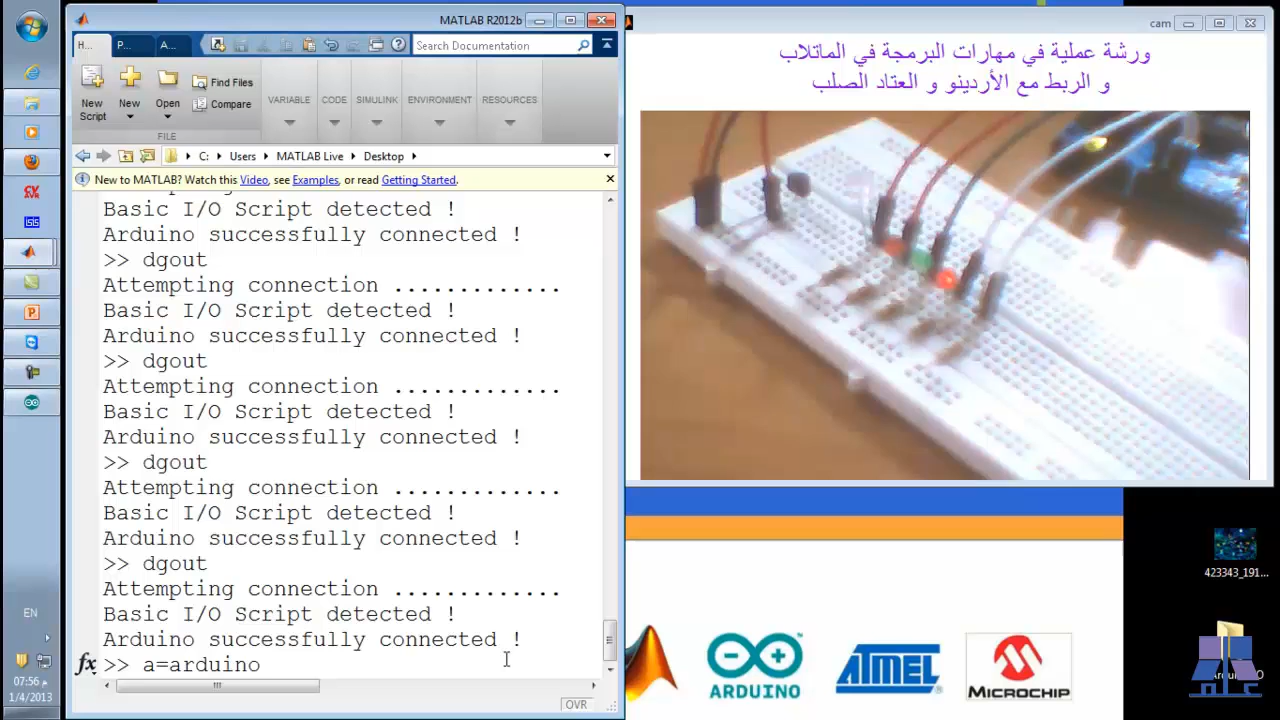 MATLAB R2012b
H...
P...
A...
Search Documentation
New Script
New
Open
Find Files
Compare
FILE
VARIABLE
CODE
SIMULINK
ENVIRONMENT
RESOURCES
C: Users MATLAB Live Desktop
New to MATLAB? Watch this Video, see Examples, or read Getting Started.
Basic I/O Script detected !
Arduino successfully connected !
>> dgout
Attempting connection .............
Basic I/O Script detected !
Arduino successfully connected !
>> dgout
Attempting connection .............
Basic I/O Script detected !
Arduino successfully connected !
>> dgout
Attempting connection .............
Basic I/O Script detected !
Arduino successfully connected !
>> dgout
Attempting connection .............
Basic I/O Script detected !
Arduino successfully connected !
fx >> a=arduino
OVR
cam
ورشة عملية في مهارات البرمجة في الماتلاب
و الربط مع الأردينو و العتاد الصلب
ARDUINO
ATMEL
MICROCHIP
423343_191...
ISIS
EN
07:56 م
1/4/2013